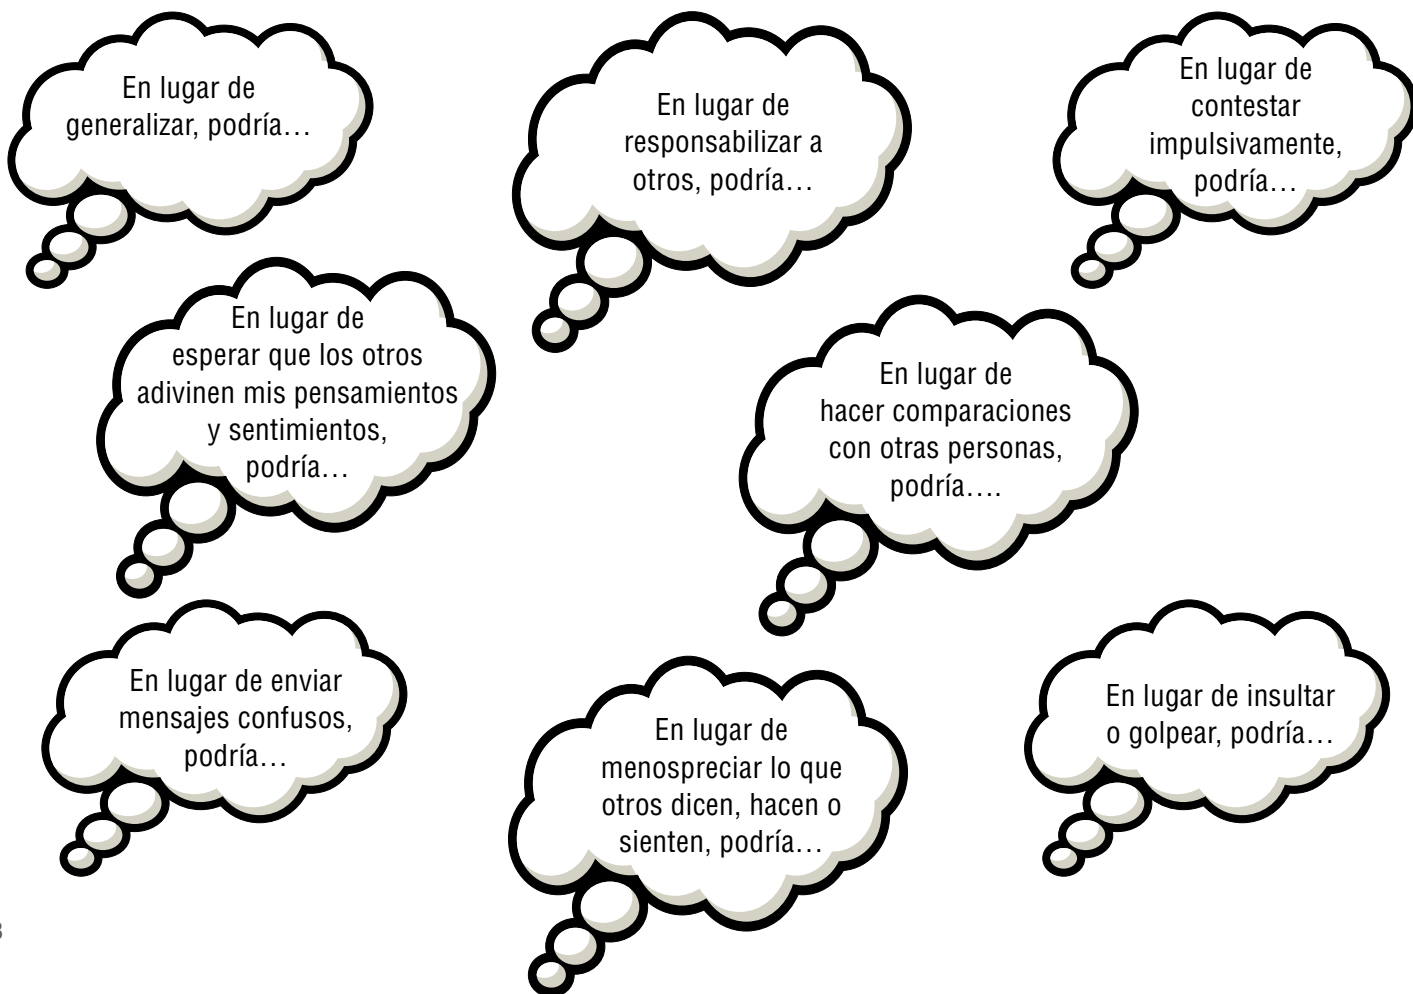 En lugar de
generalizar, podría…
En lugar de
responsabilizar a
otros, podría…
En lugar de
contestar
impulsivamente,
podría…
En lugar de
esperar que los otros
adivinen mis pensamientos
y sentimientos,
podría…
En lugar de
hacer comparaciones
con otras personas,
podría….
En lugar de enviar
mensajes confusos,
podría…
En lugar de
menospreciar lo que
otros dicen, hacen o
sienten, podría…
En lugar de insultar
o golpear, podría…